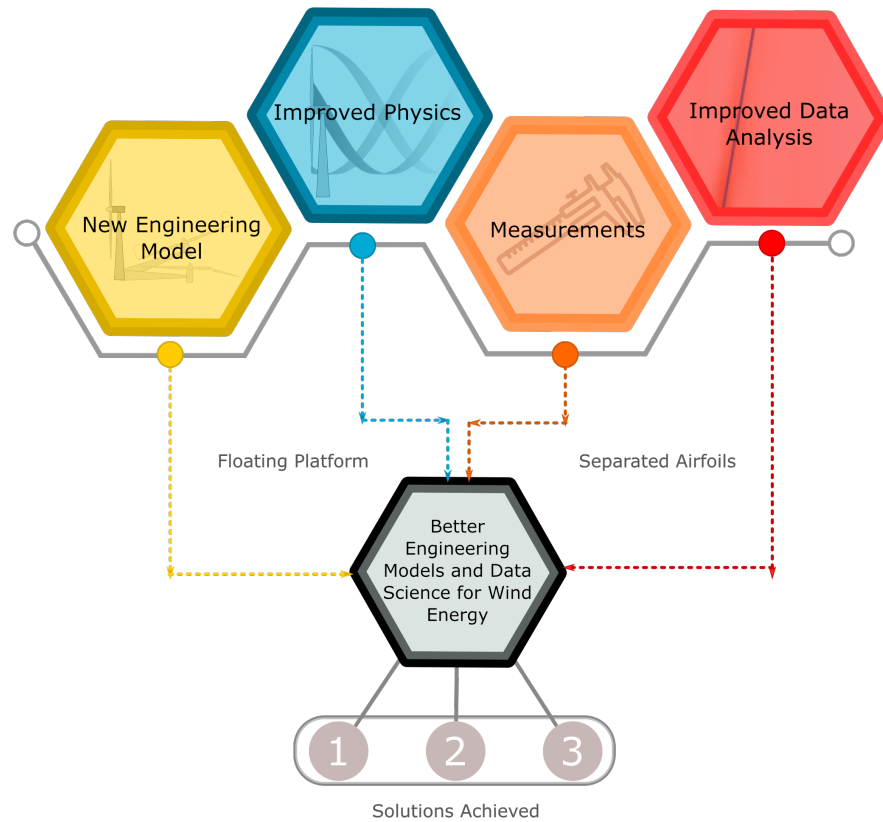 Improved Physics
Improved Data
Analysis
New Engineering
Model
Measurements
Floating Platform
Separated Airfoils
Better
Engineering
Models and Data
Science for Wind
Energy
1 2 3
Solutions Achieved